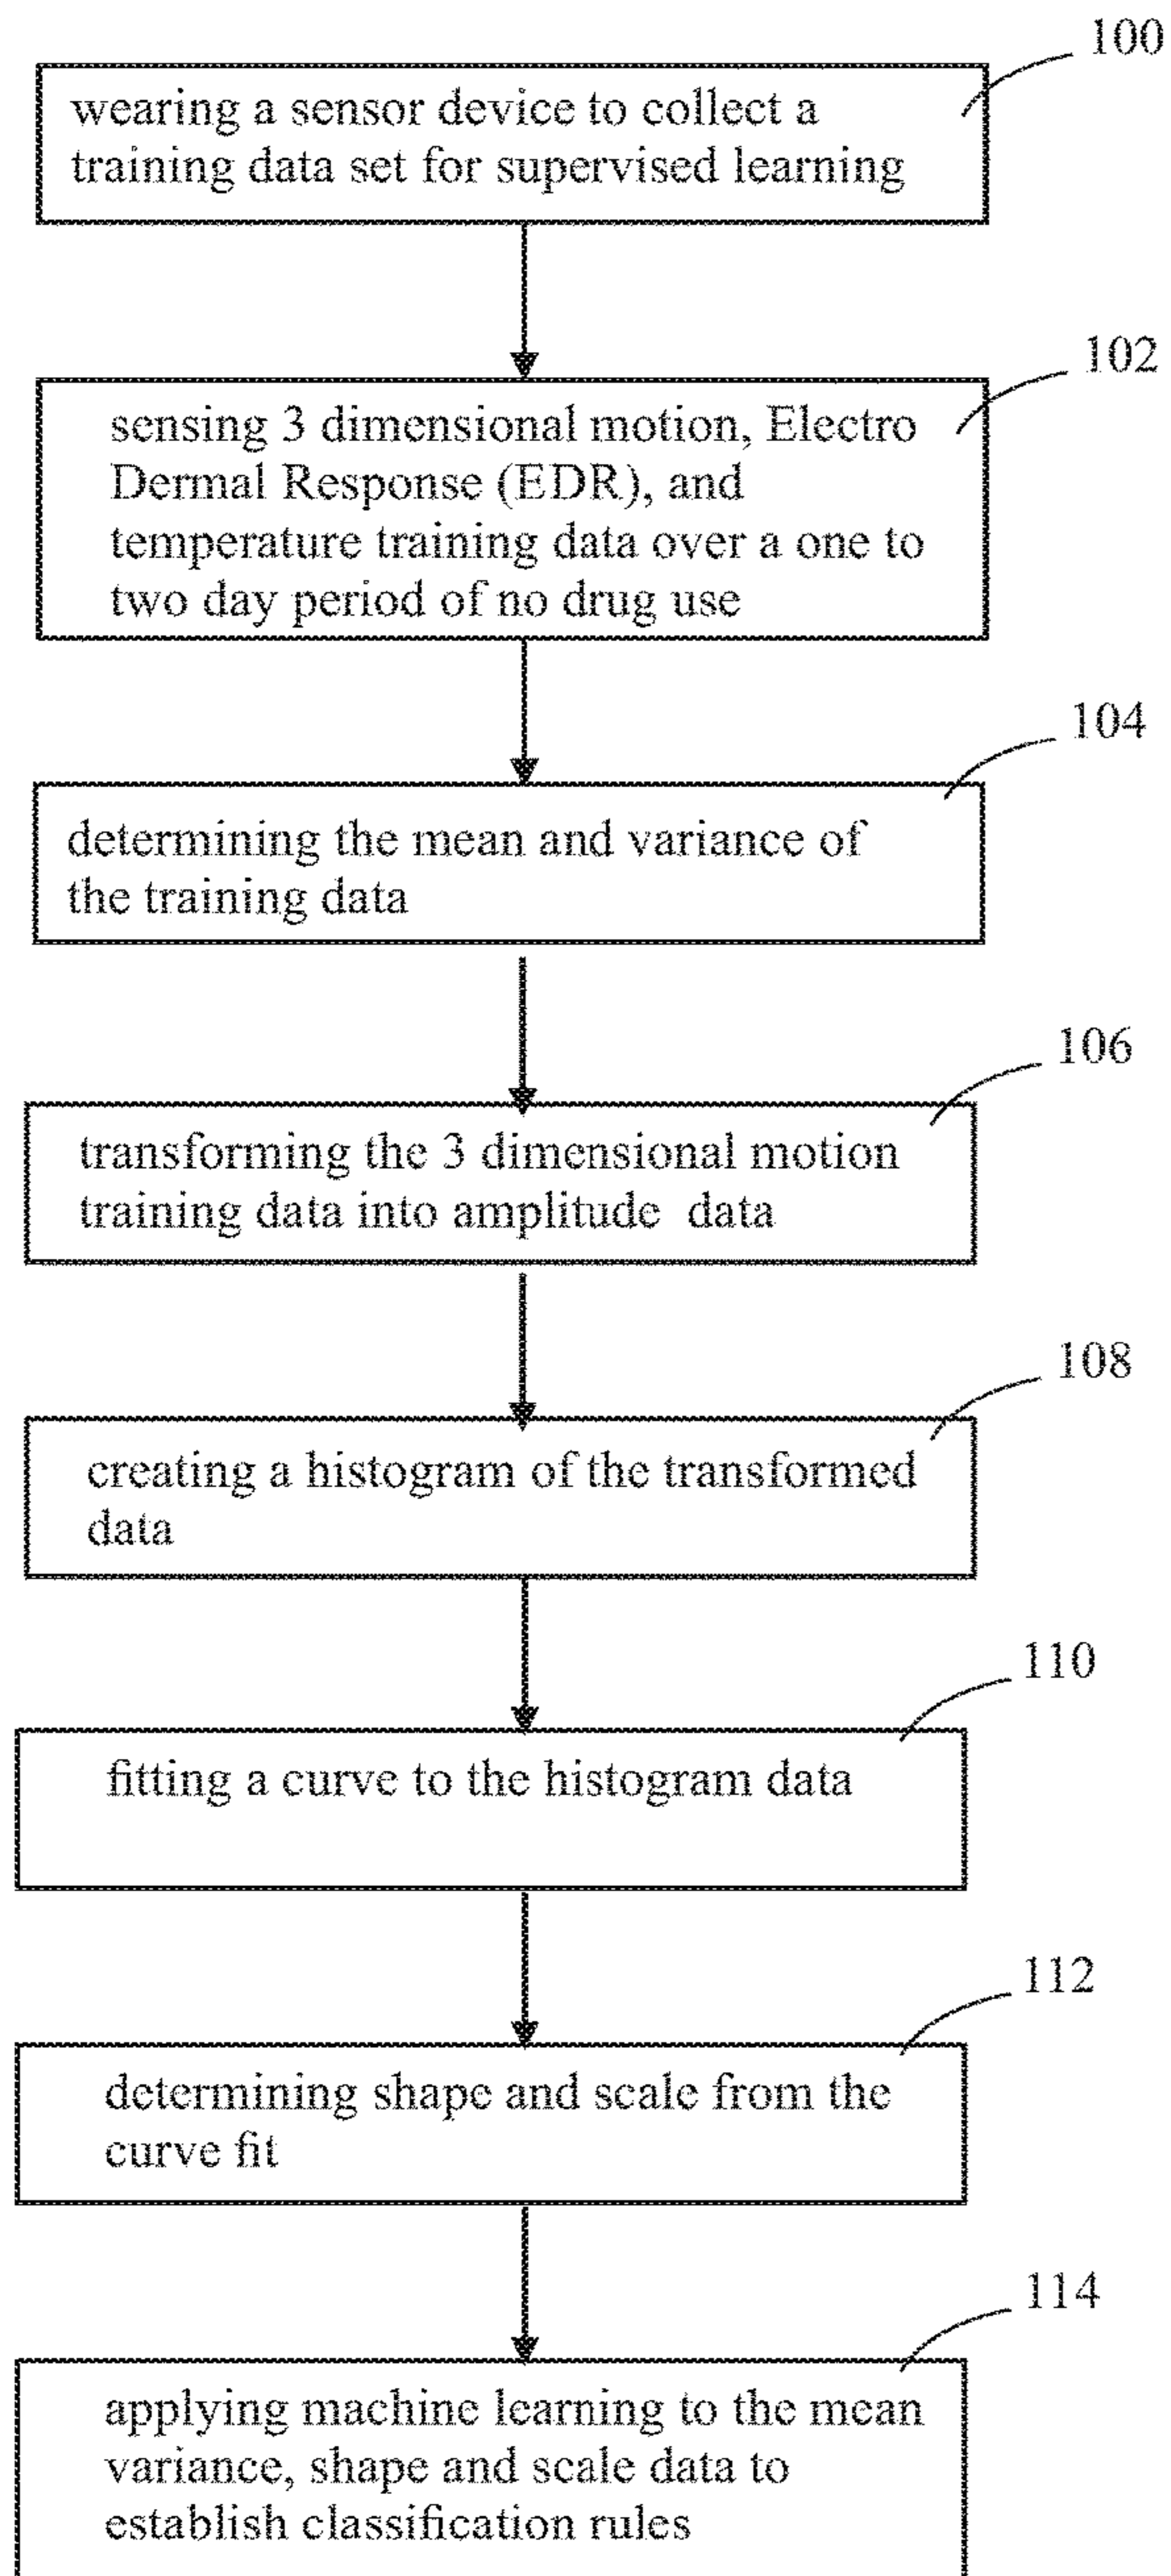 100
wearing a sensor device to collect a
training data set for supervised learning
102
sensing 3 dimensional motion, Electro
Dermal Response (EDR), and
temperature training data over a one to
two day period of no drug use
104
determining the mean and variance of
the training data
106
transforming the 3 dimensional motion
training data into amplitude data
108
creating a histogram of the transformed
data
110
fitting a curve to the histogram data
112
determining shape and scale from the
curve fit
114
applying machine learning to the mean
variance, shape and scale data to
establish classification rules